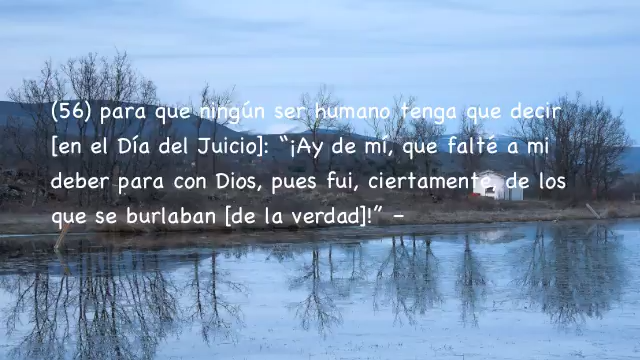 (56) para que ningún ser humano tenga que decir
[en el Día del Juicio]: “¡Ay de mí, que falté a mi
deber para con Dios, pues fui, ciertamente, de los
que se burlaban [de la verdad]!” –